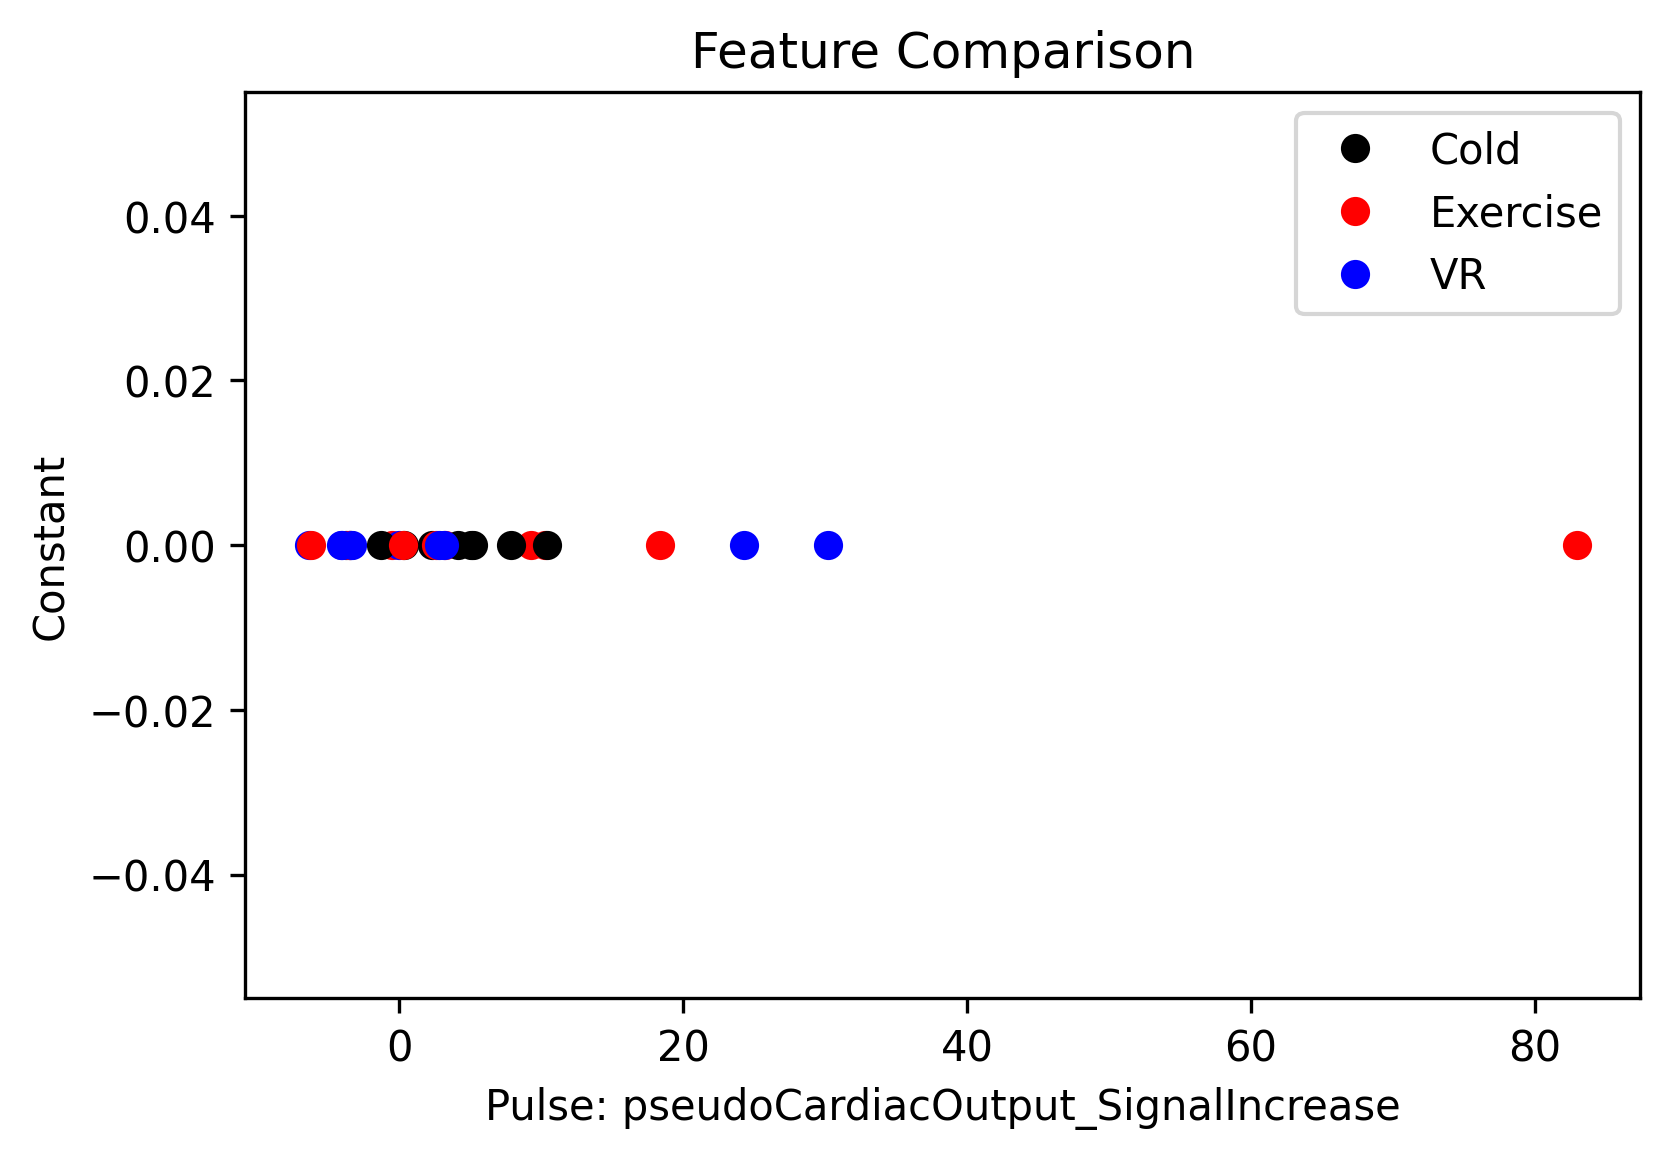 Feature Comparison
Cold
Exercise
VR
0.04
0.02
0.00
−0.02
−0.04
Constant
0 20 40 60 80
Pulse: pseudoCardiacOutput_SignalIncrease